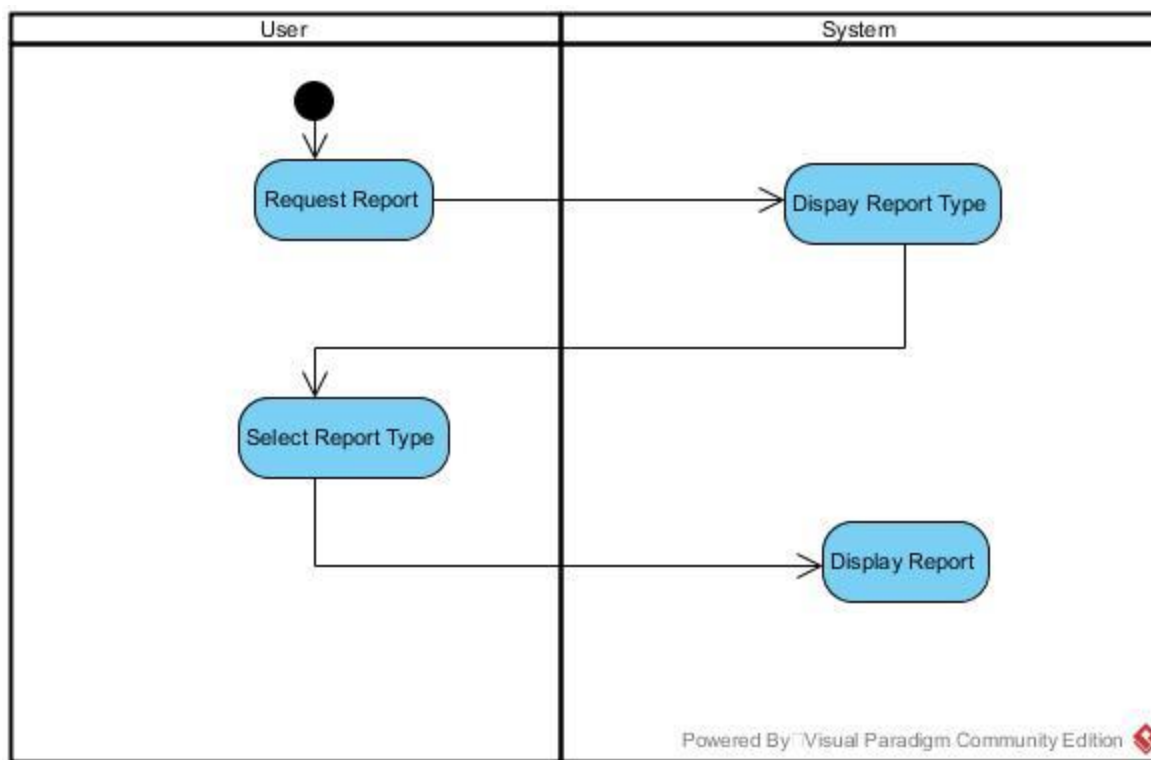 User
System
Request Report
Dispay Report Type
Select Report Type
Display Report
Powered By Visual Paradigm Community Edition